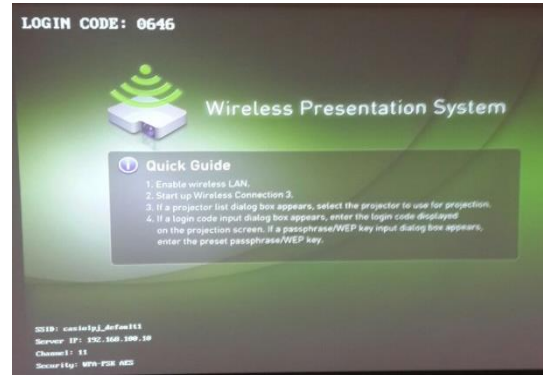 LOGIN CODE: 0646
Wireless Presentation System
Quick Guide
1. Enable wireless LAN.
2. Start up Wireless Connection 3.
3. If a projector list dialog box appears, select the projector to use for projection.
4. If a login code input dialog box appears, enter the login code displayed
on the projection screen. If a passphrase/WEP key input dialog box appears,
enter the preset passphrase/WEP key.
SSID: casiolpj_default1
Server IP: 192.168.100.10
Channel: 11
Security: WPA-PSK AES